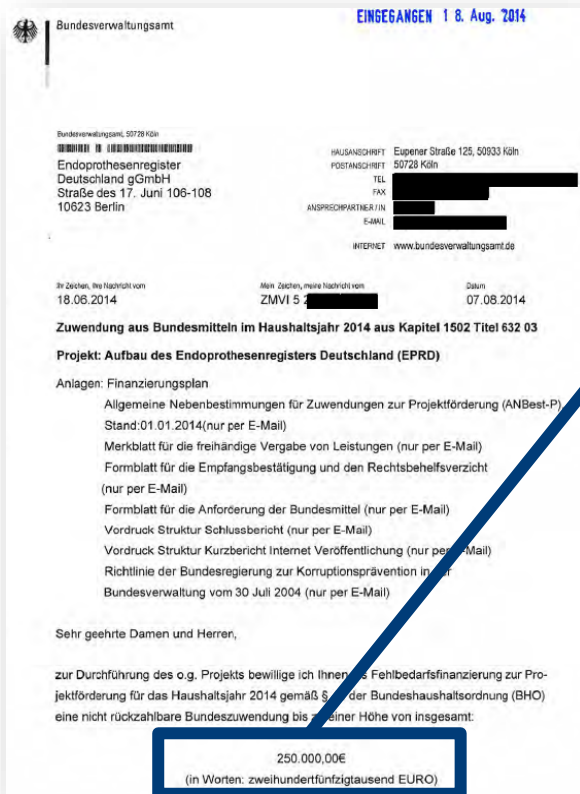 Bundesverwaltungsamt
EINGEGANGEN 1 8. Aug. 2014
Bundesverwaltungsamt, 50728 Köln
Endoprothesenregister
Deutschland gGmbH
Straße des 17. Juni 106-108
10623 Berlin
HAUSANSCHRIFT Eupener Straße 125, 50933 Köln
POSTANSCHRIFT 50728 Köln
TEL
FAX
ANSPRECHPARTNER / IN
E-MAIL
INTERNET www.bundesverwaltungsamt.de
Ihr Zeichen, Ihre Nachricht vom
18.06.2014
Mein Zeichen, meine Nachricht vom
ZMVI 5 2
Datum
07.08.2014
Zuwendung aus Bundesmitteln im Haushaltsjahr 2014 aus Kapitel 1502 Titel 632 03
Projekt: Aufbau des Endoprothesenregisters Deutschland (EPRD)
Anlagen: Finanzierungsplan
Allgemeine Nebenbestimmungen für Zuwendungen zur Projektförderung (ANBest-P)
Stand:01.01.2014(nur per E-Mail)
Merkblatt für die freihändige Vergabe von Leistungen (nur per E-Mail)
Formblatt für die Empfangsbestätigung und den Rechtsbehelfsverzicht
(nur per E-Mail)
Formblatt für die Anforderung der Bundesmittel (nur per E-Mail)
Vordruck Struktur Schlussbericht (nur per E-Mail)
Vordruck Struktur Kurzbericht Internet Veröffentlichung (nur per E-Mail)
Richtlinie der Bundesregierung zur Korruptionsprävention in
Bundesverwaltung vom 30 Juli 2004 (nur per E-Mail)
Sehr geehrte Damen und Herren,
zur Durchführung des o.g. Projekts bewillige ich Ihnen Fehlbedarfsfinanzierung zur Pro-
jektförderung für das Haushaltsjahr 2014 gemäß § der Bundeshaushaltsordnung (BHO)
eine nicht rückzahlbare Bundeszuwendung bis einer Höhe von insgesamt:
250.000,00€
(in Worten: zweihundertfünfzigtausend EURO)